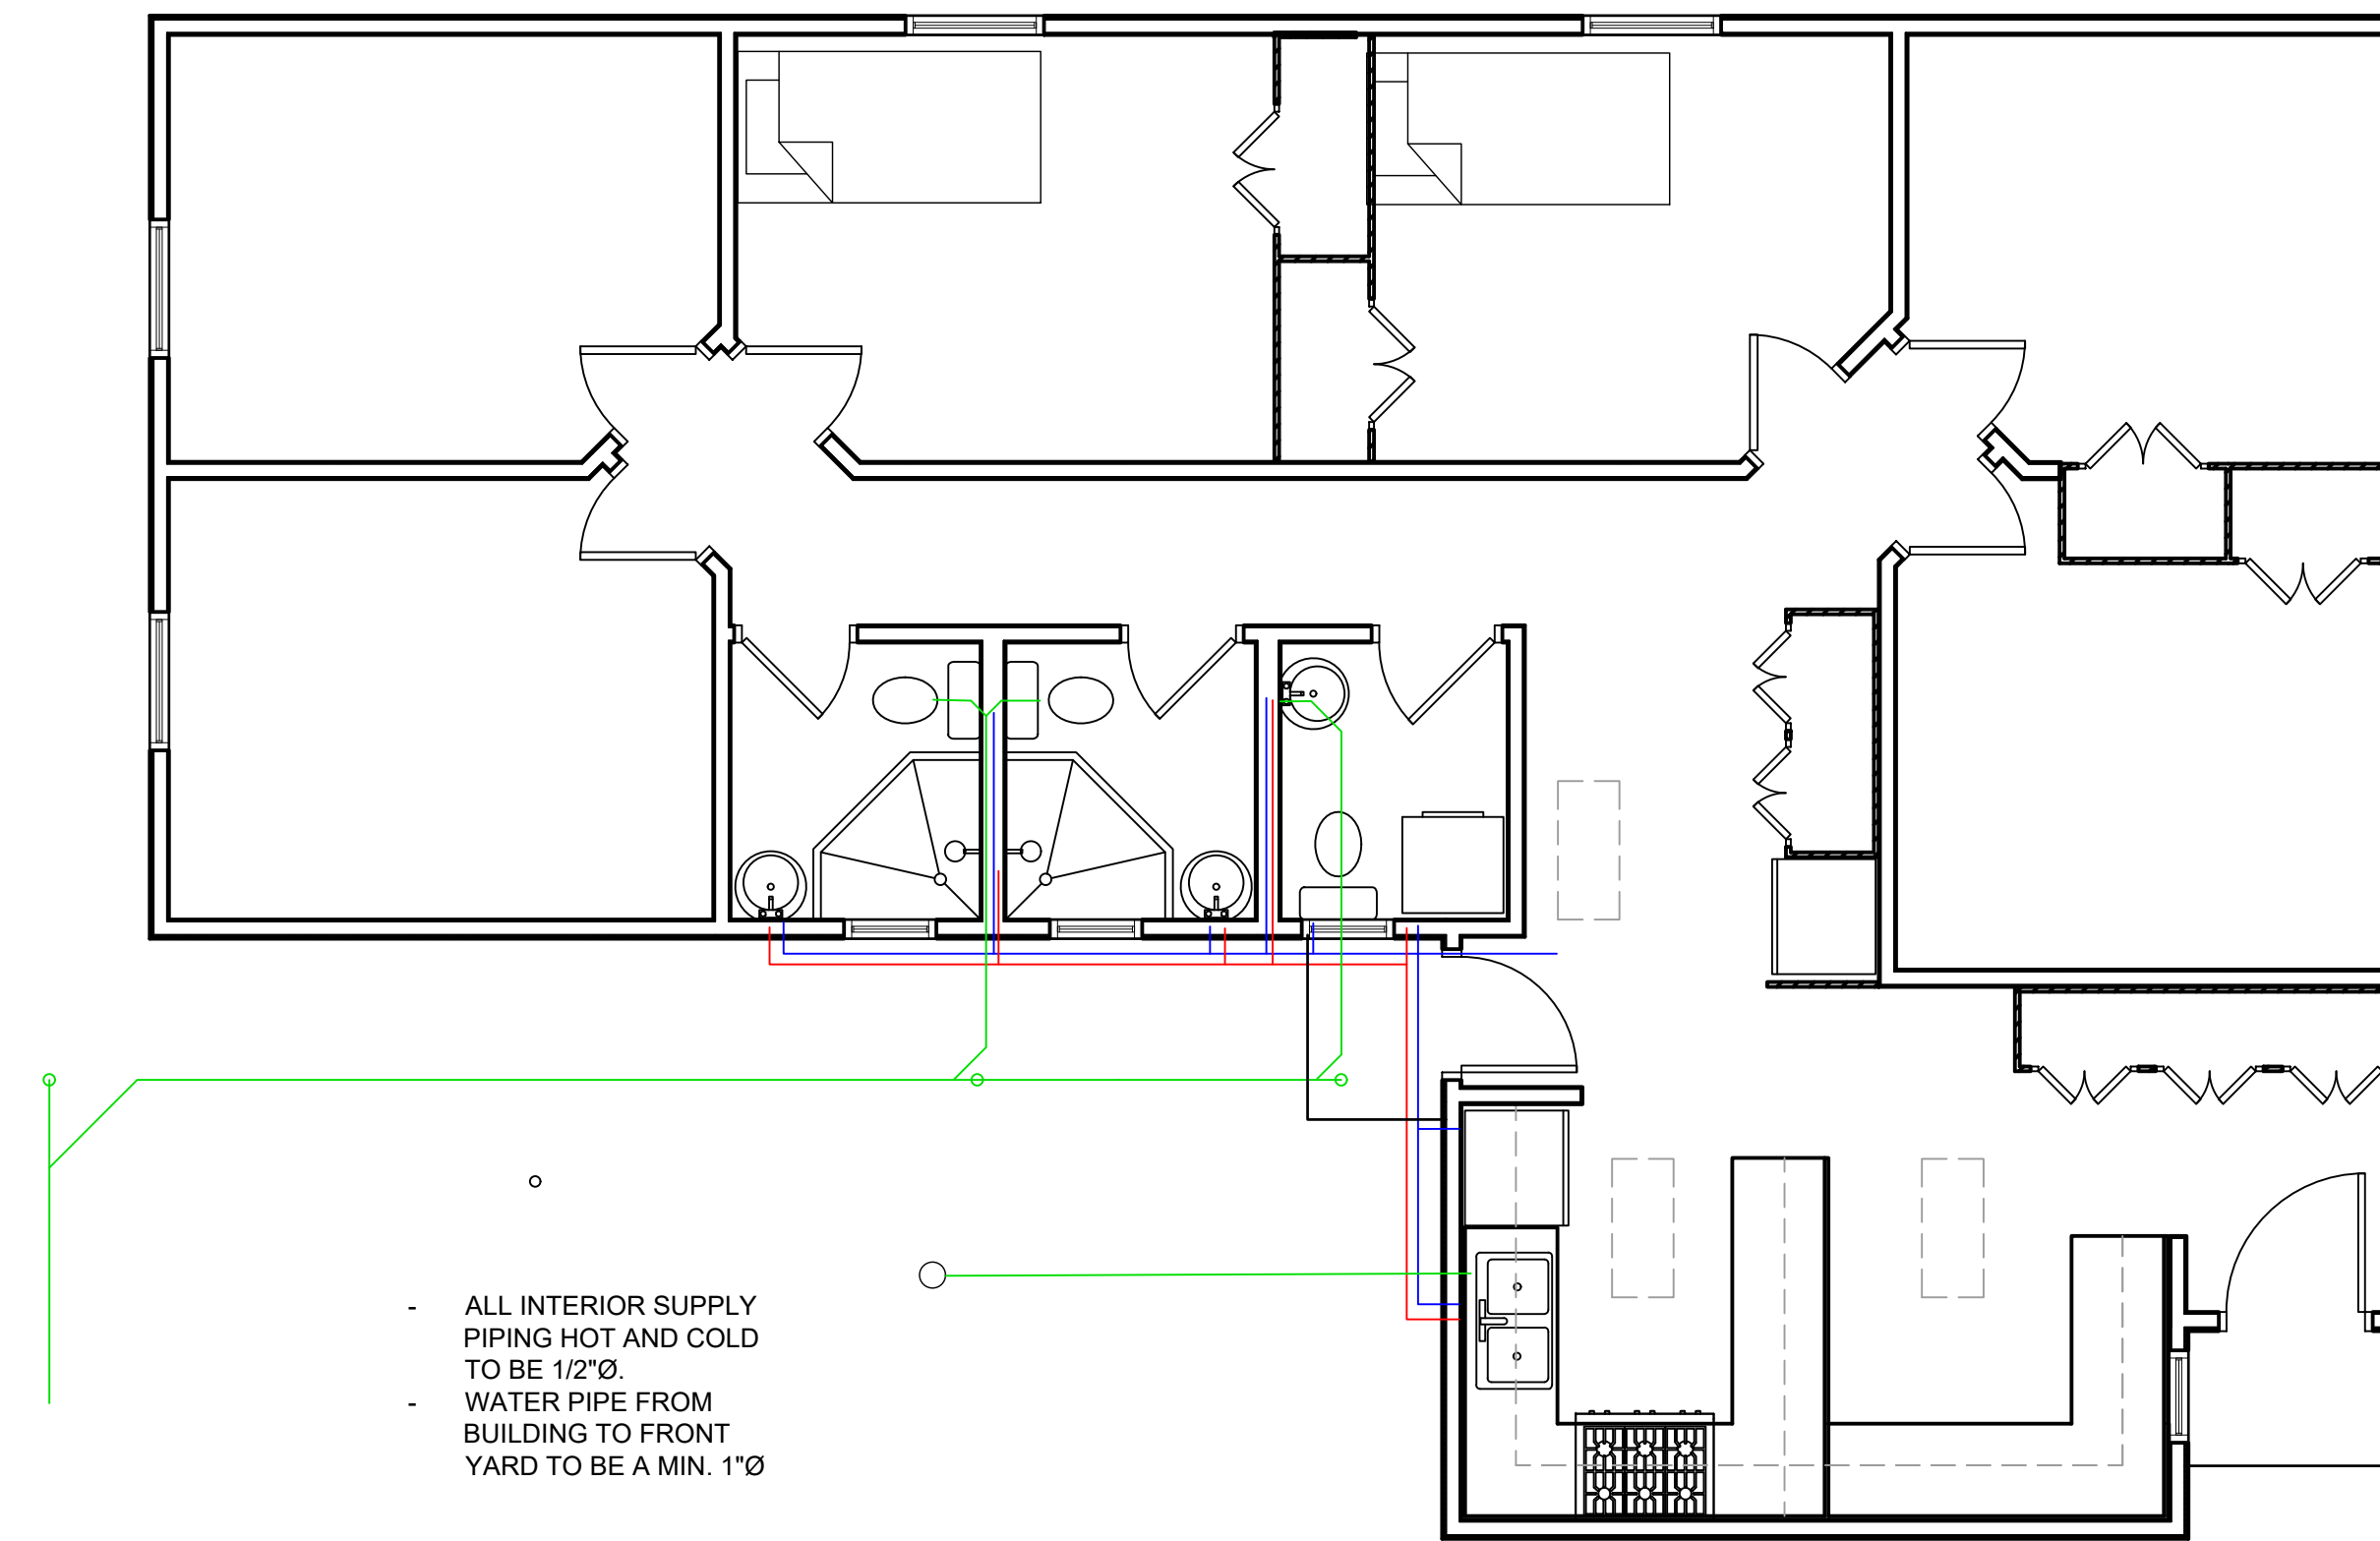 - ALL INTERIOR SUPPLY
PIPING HOT AND COLD
TO BE 1/2"Ø.
- WATER PIPE FROM
BUILDING TO FRONT
YARD TO BE A MIN. 1"Ø